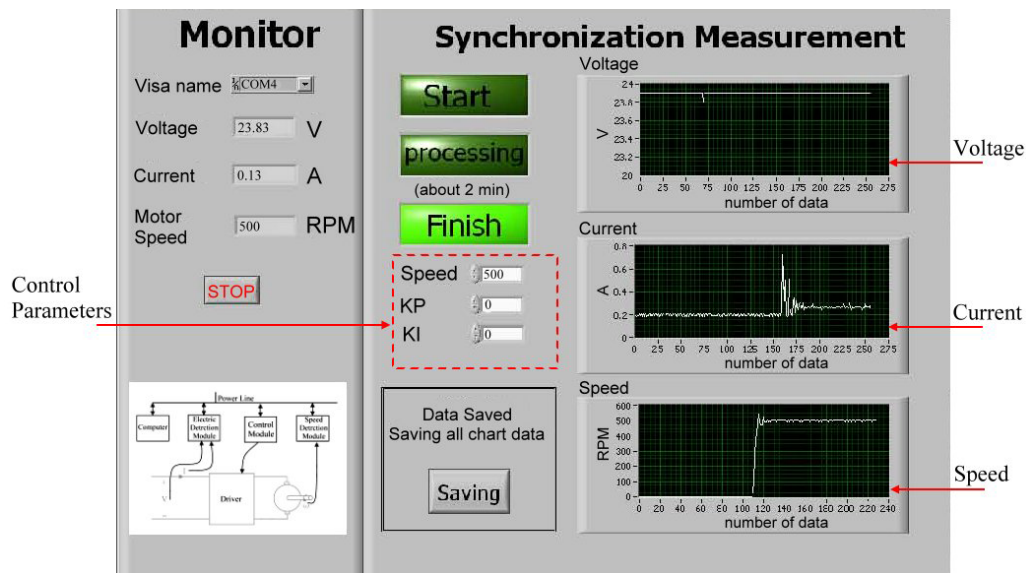 Monitor
Visa name
COM4
Voltage 23.83 V
Current 0.13 A
Motor
Speed
500 RPM
STOP
Control
Parameters
Power Line
Computer
Electric
Detrction
Module
Control
Module
Speed
Detrction
Module
V
Driver
Synchronization Measurement
Start
processing
(about 2 min)
Finish
Speed 500
KP 0
KI 0
Data Saved
Saving all chart data
Saving
Voltage
V
24
23.8
23.6
23.4
23.2
20
0 25 50 75 100 125 150 175 200 225 250 275
number of data
Voltage
Current
A
0.8
0.6
0.4
0.2
0
0 25 50 75 100 125 150 175 200 225 250 275
number of data
Current
Speed
RPM
600
500
400
300
200
100
0
0 20 40 60 80 100 120 140 160 180 200 220 240
number of data
Speed